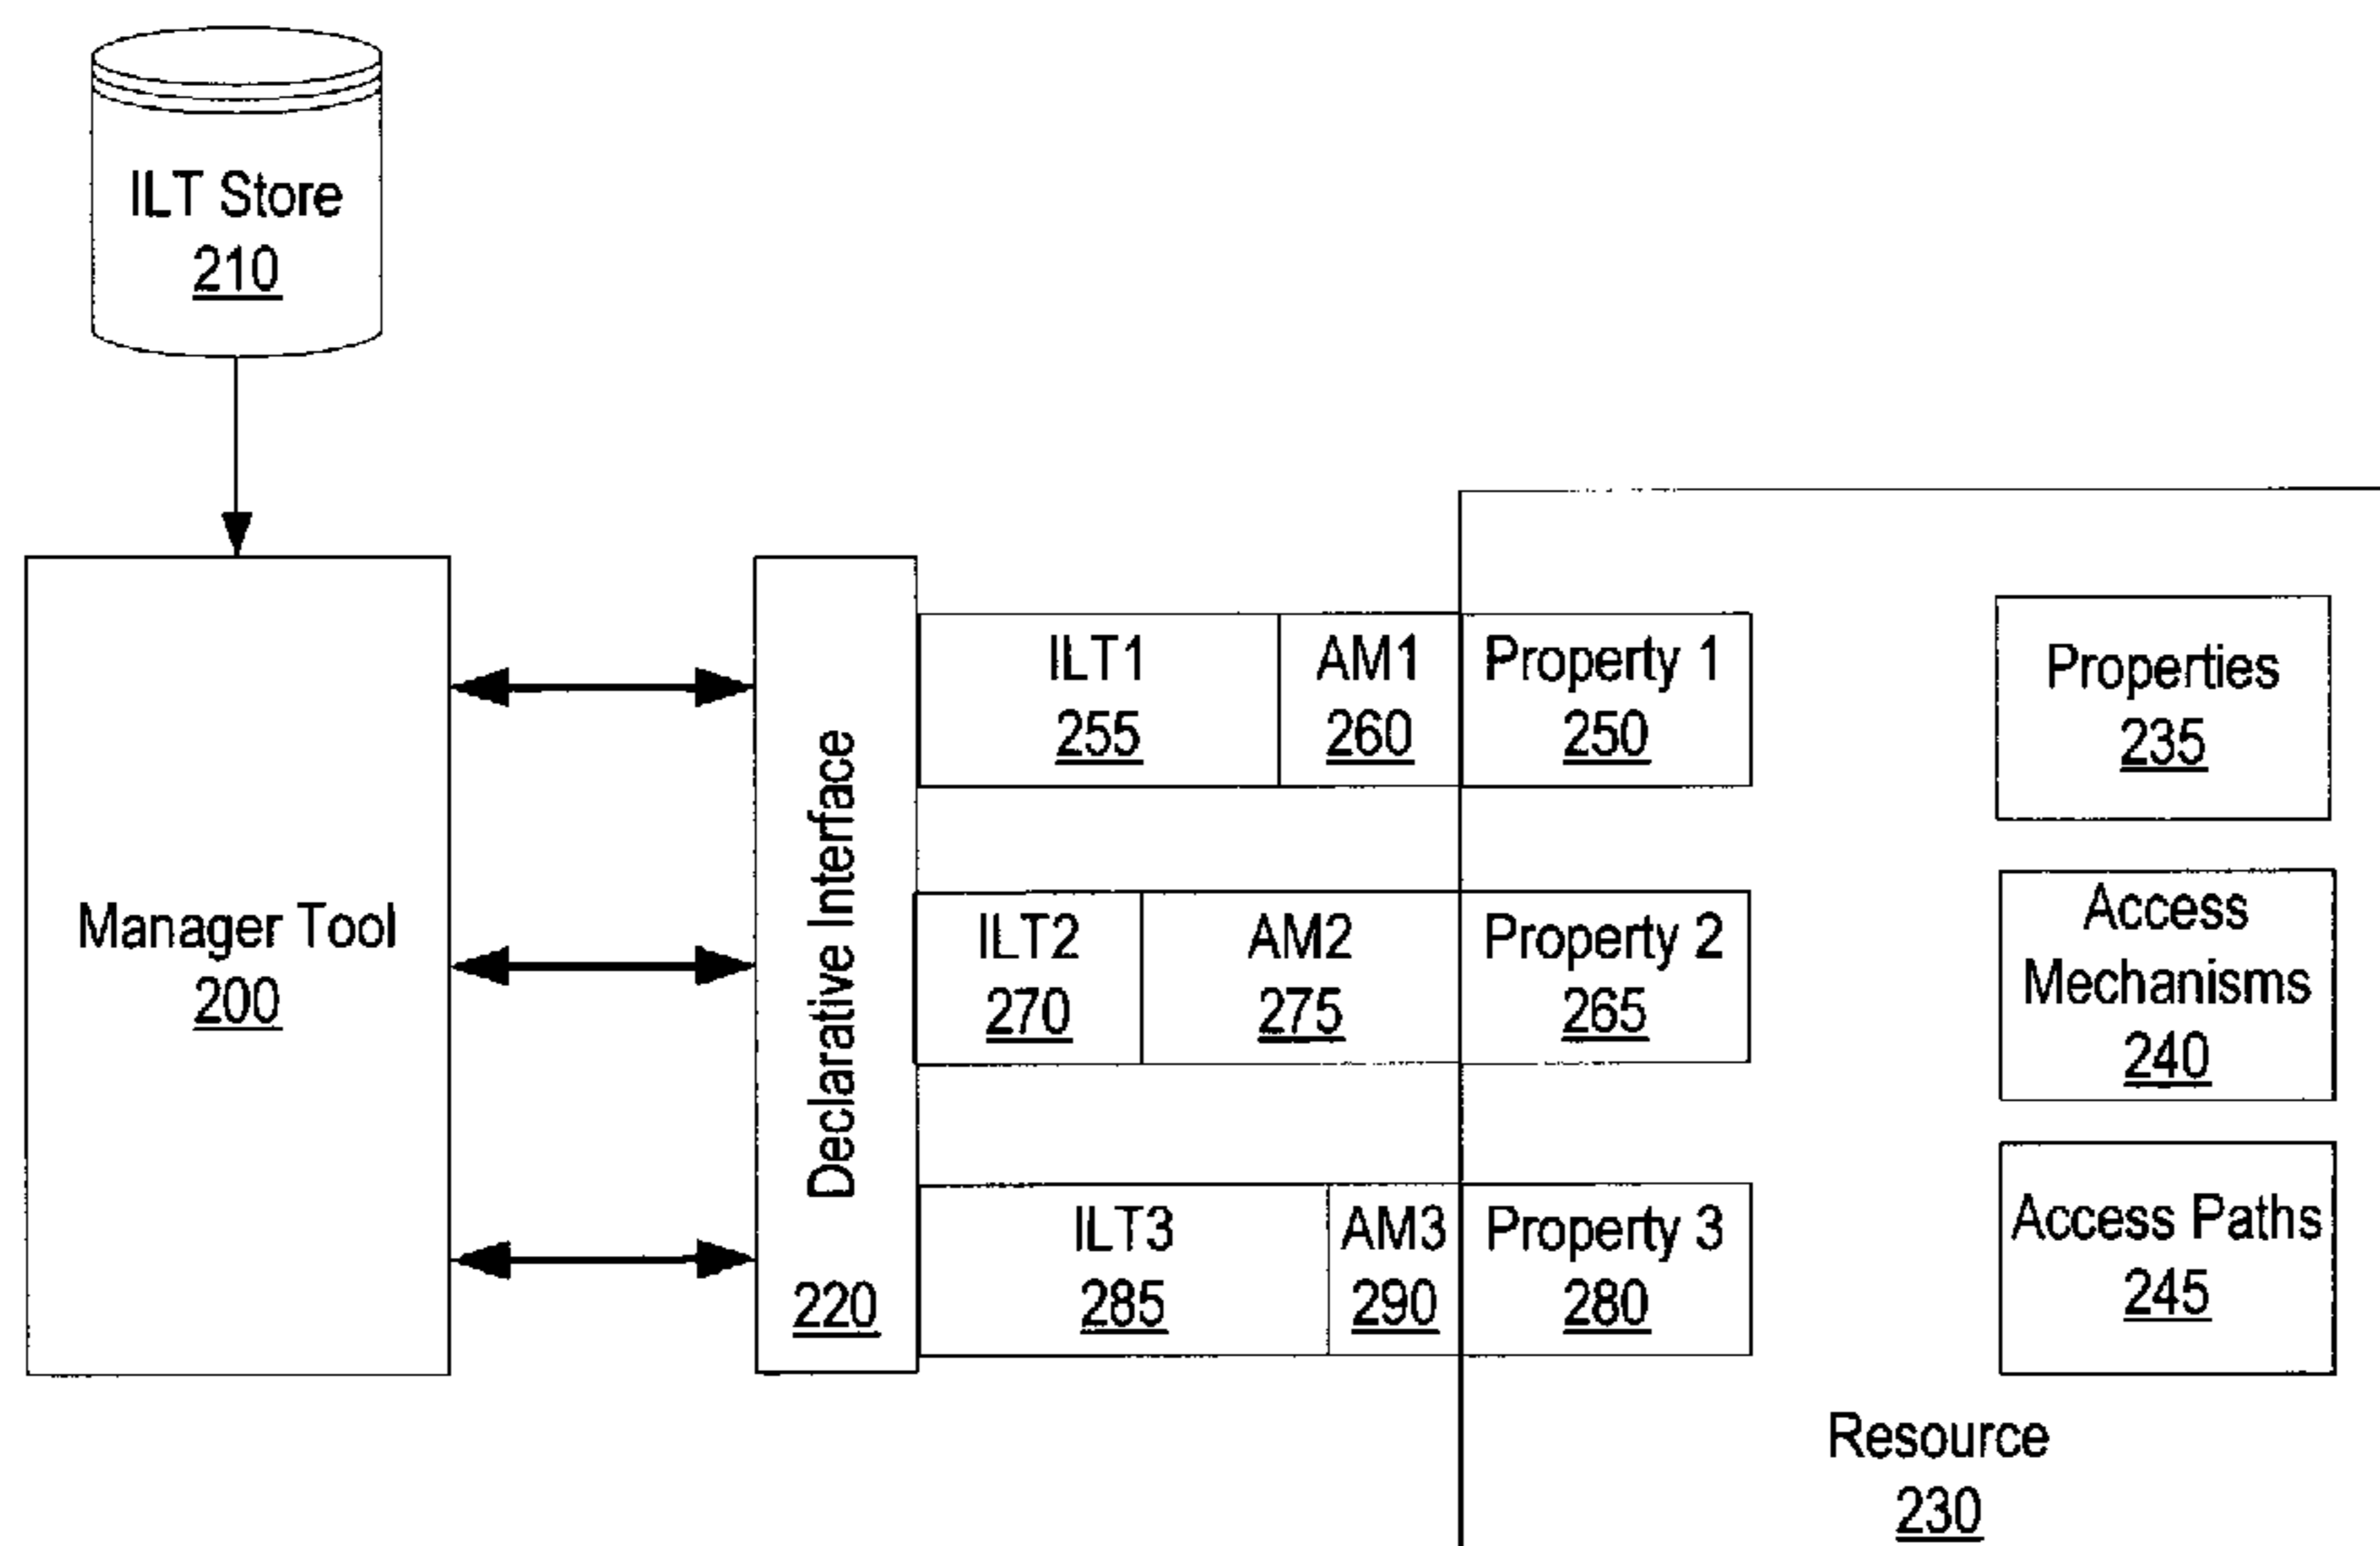 ILT Store
210
Manager Tool
200
Declarative Interface
220
ILT1
255
AM1
260
Property 1
250
ILT2
270
AM2
275
Property 2
265
ILT3
285
AM3
290
Property 3
280
Properties
235
Access
Mechanisms
240
Access Paths
245
Resource
230